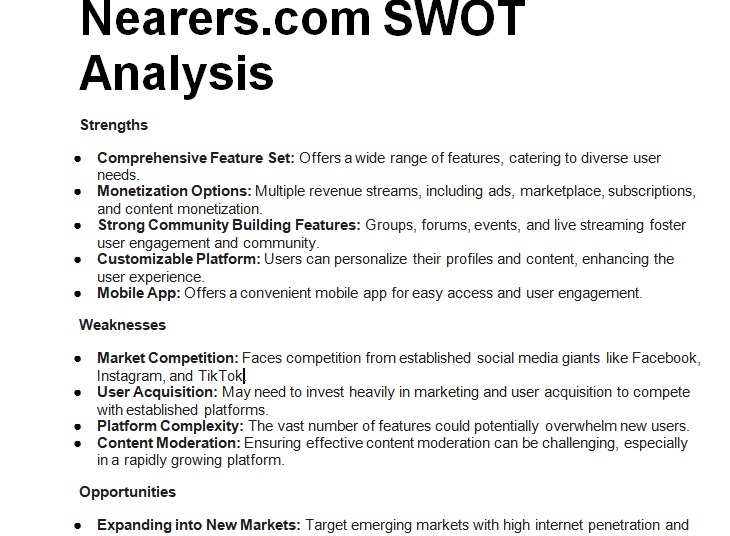 Nearers.com SWOT
Analysis
Strengths
● Comprehensive Feature Set: Offers a wide range of features, catering to diverse user
needs.
● Monetization Options: Multiple revenue streams, including ads, marketplace, subscriptions,
and content monetization.
● Strong Community Building Features: Groups, forums, events, and live streaming foster
user engagement and community.
● Customizable Platform: Users can personalize their profiles and content, enhancing the
user experience.
● Mobile App: Offers a convenient mobile app for easy access and user engagement.
Weaknesses
● Market Competition: Faces competition from established social media giants like Facebook,
Instagram, and TikTok
● User Acquisition: May need to invest heavily in marketing and user acquisition to compete
with established platforms.
● Platform Complexity: The vast number of features could potentially overwhelm new users.
● Content Moderation: Ensuring effective content moderation can be challenging, especially
in a rapidly growing platform.
Opportunities
● Expanding into New Markets: Target emerging markets with high internet penetration and